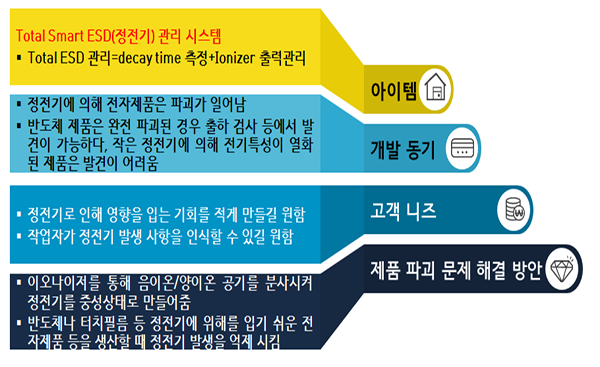 Total Smart ESD(정전기) 관리 시스템
▪ Total ESD 관리=decay time 측정+Ionizer 출력관리
아이템
▪ 정전기에 의해 전자제품은 파괴가 일어남
▪ 반도체 제품은 완전 파괴된 경우 출하 검사 등에서 발
견이 가능하다, 작은 정전기에 의해 전기특성이 열화
된 제품은 발견이 어려움
개발 동기
▪ 정전기로 인해 영향을 입는 기회를 적게 만들길 원함
▪ 작업자가 정전기 발생 사항을 인식할 수 있길 원함
고객 니즈
▪ 이오나이저를 통해 음이온/양이온 공기를 분사시켜
정전기를 중성상태로 만들어줌
▪ 반도체나 터치필름 등 정전기에 위해를 입기 쉬운 전
자제품 등을 생산할 때 정전기 발생을 억제 시킴
제품 파괴 문제 해결 방안